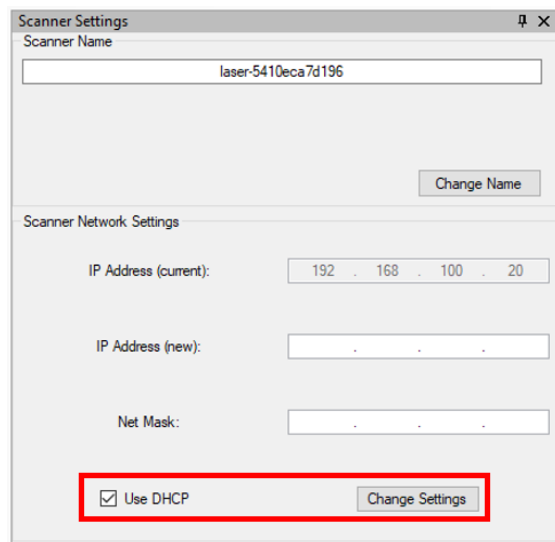 Scanner Settings
Scanner Name
laser-5410eca7d196
Change Name
Scanner Network Settings
IP Address (current): 192 . 168 . 100 . 20
IP Address (new): . . .
Net Mask: . . .
Use DHCP Change Settings